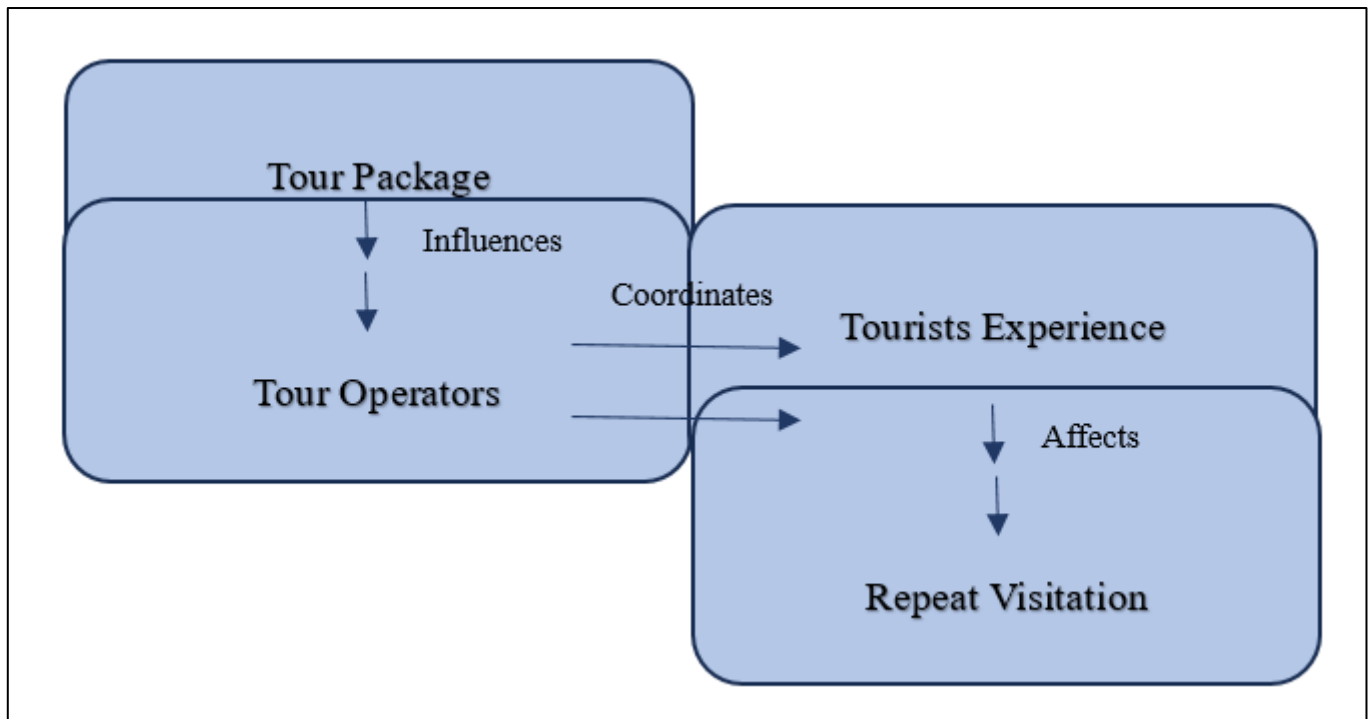 Tour Package
Influences
Coordinates
Tourists Experience
Tour Operators
Affects
Repeat Visitation